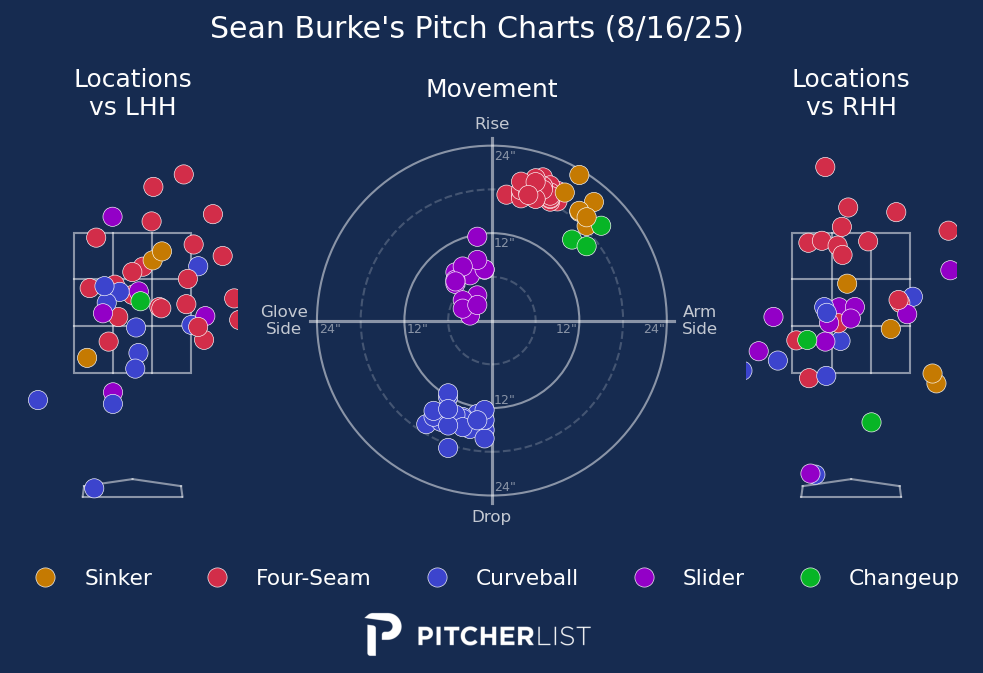 Sean Burke's Pitch Charts (8/16/25)
Locations
vs LHH
Movement
Locations
vs RHH
Rise
24"
12"
Glove
Side
24"
12"
12"
24"
Arm
Side
12"
24"
Drop
Sinker
Four-Seam
Curveball
Slider
Changeup
PITCHERLIST